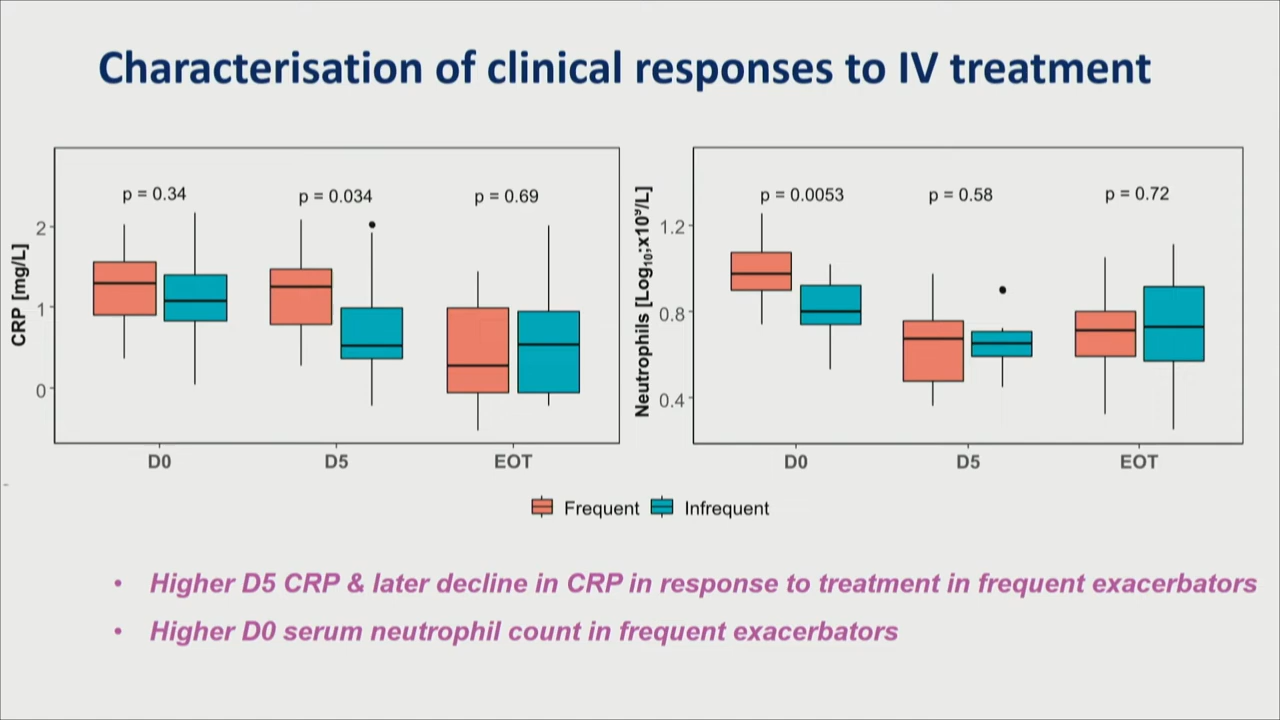 Characterisation of clinical responses to IV treatment
CRP [mg/L]
2
1
0
p = 0.34
p = 0.034
p = 0.69
D0
D5
EOT
Neutrophils [Log₁₀;x10⁹/L]
1.2
0.8
0.4
p = 0.0053
p = 0.58
p = 0.72
D0
D5
EOT
Frequent Infrequent
• Higher D5 CRP & later decline in CRP in response to treatment in frequent exacerbators
• Higher D0 serum neutrophil count in frequent exacerbators